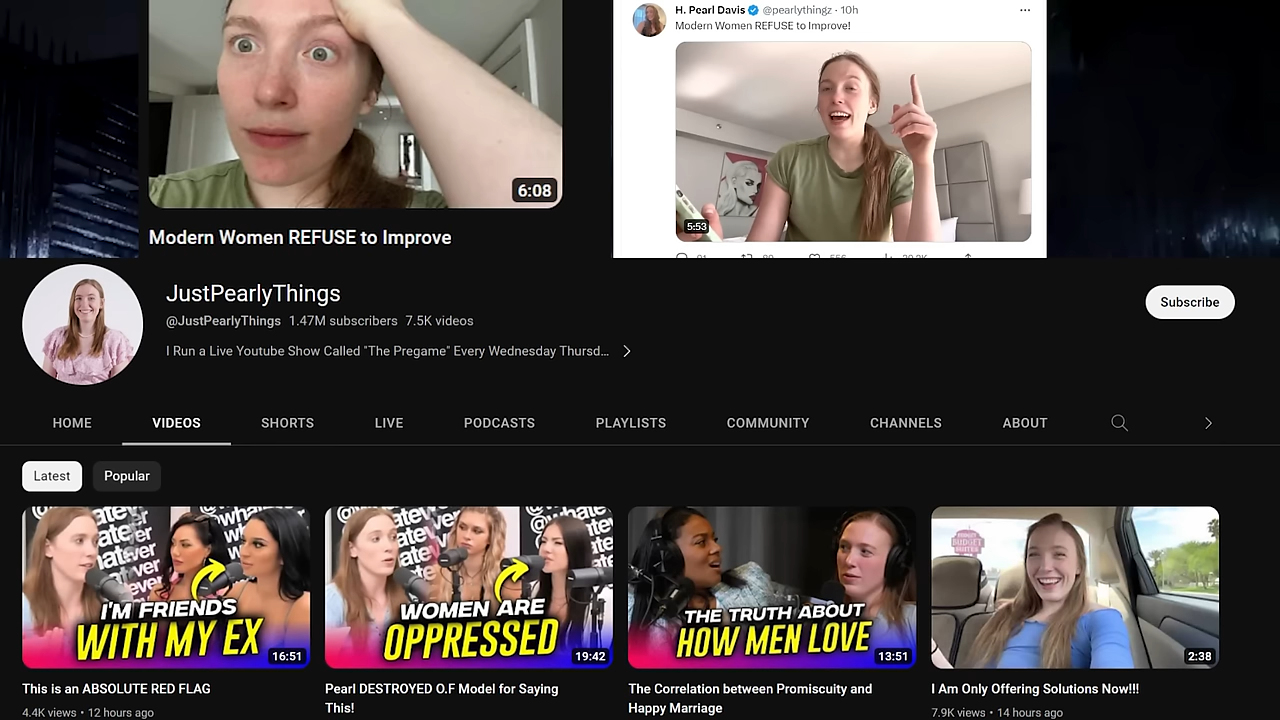 H. Pearl Davis @pearlythingz · 10h
Modern Women REFUSE to Improve!
6:08
5:53
Modern Women REFUSE to Improve
JustPearlyThings
@JustPearlyThings 1.47M subscribers 7.5K videos
I Run a Live Youtube Show Called "The Pregame" Every Wednesday Thursd...
Subscribe
HOME VIDEOS SHORTS LIVE PODCASTS PLAYLISTS COMMUNITY CHANNELS ABOUT
Latest Popular
@whatever
whatever
I'M FRIENDS
WITH MY EX
16:51
WOMEN ARE
OPPRESSED
19:42
THE TRUTH ABOUT
HOW MEN LOVE
13:51
BUDGET
SUITES
2:38
This is an ABSOLUTE RED FLAG
4.4K views • 12 hours ago
Pearl DESTROYED O.F Model for Saying
This!
The Correlation between Promiscuity and
Happy Marriage
I Am Only Offering Solutions Now!!!
7.9K views • 14 hours ago